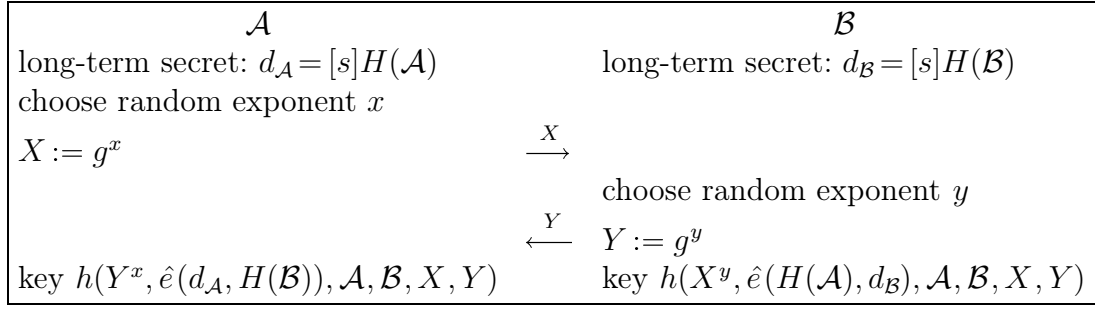 𝒜 ℬ
long-term secret: d_𝒜 = [s]H(𝒜) long-term secret: d_ℬ = [s]H(ℬ)
choose random exponent x
X := g^x X →
choose random exponent y
← Y Y := g^y
key h(Y^x, ê(d_𝒜, H(ℬ)), 𝒜, ℬ, X, Y) key h(X^y, ê(H(𝒜), d_ℬ), 𝒜, ℬ, X, Y)